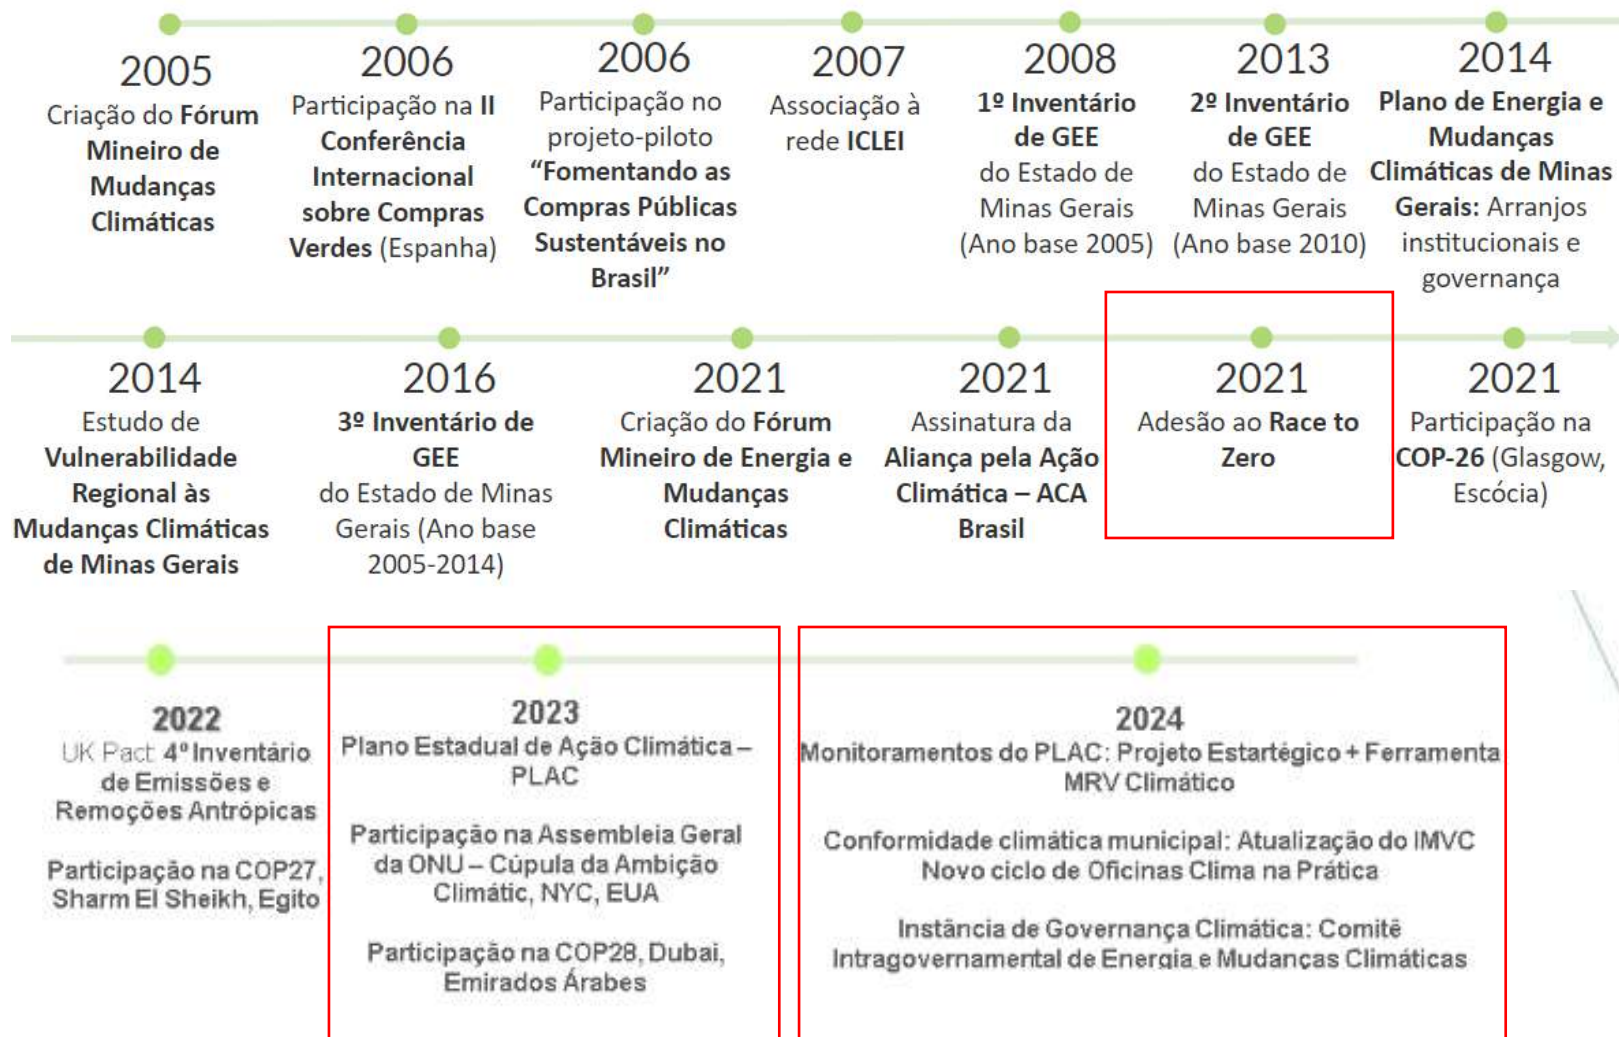 2005
Criação do Fórum
Mineiro de
Mudanças
Climáticas
2006
Participação na II
Conferência
Internacional
sobre Compras
Verdes (Espanha)
2006
Participação no
projeto-piloto
“Fomentando as
Compras Públicas
Sustentáveis no
Brasil”
2007
Associação à
rede ICLEI
2008
1º Inventário
de GEE
do Estado de
Minas Gerais
(Ano base 2005)
2013
2º Inventário
de GEE
do Estado de
Minas Gerais
(Ano base 2010)
2014
Plano de Energia e
Mudanças
Climáticas de Minas
Gerais: Arranjos
institucionais e
governança
2014
Estudo de
Vulnerabilidade
Regional às
Mudanças Climáticas
de Minas Gerais
2016
3º Inventário de
GEE
do Estado de Minas
Gerais (Ano base
2005-2014)
2021
Criação do Fórum
Mineiro de Energia e
Mudanças
Climáticas
2021
Assinatura da
Aliança pela Ação
Climática – ACA
Brasil
2021
Adesão ao Race to
Zero
2021
Participação na
COP-26 (Glasgow,
Escócia)
2022
UK Pact: 4º Inventário
de Emissões e
Remoções Antrópicas
Participação na COP27,
Sharm El Sheikh, Egito
2023
Plano Estadual de Ação Climática –
PLAC
Participação na Assembleia Geral
da ONU – Cúpula da Ambição
Climátic, NYC, EUA
Participação na COP28, Dubai,
Emirados Árabes
2024
Monitoramentos do PLAC: Projeto Estartégico + Ferramenta
MRV Climático
Conformidade climática municipal: Atualização do IMVC
Novo ciclo de Oficinas Clima na Prática
Instância de Governança Climática: Comitê
Intragovernamental de Energia e Mudanças Climáticas